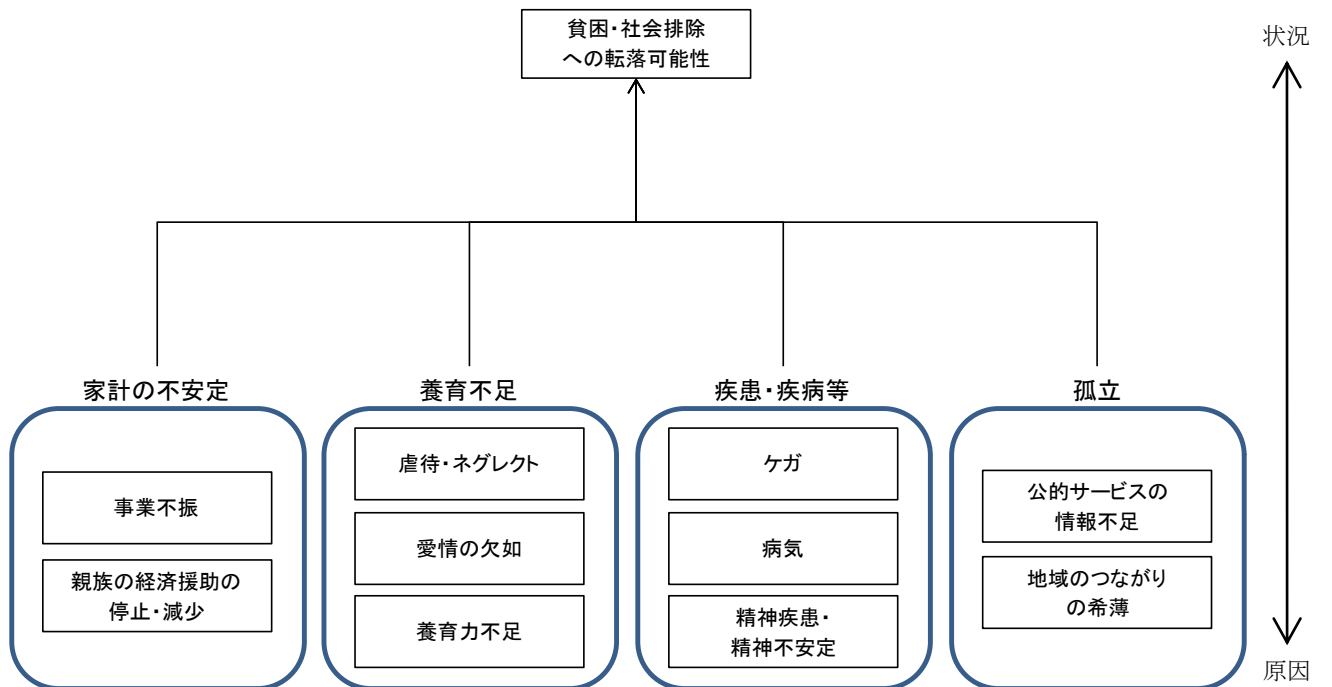 貧困・社会排除
への転落可能性
状況
家計の不安定
養育不足
疾患・疾病等
孤立
事業不振
親族の経済援助の
停止・減少
虐待・ネグレクト
愛情の欠如
養育力不足
ケガ
病気
精神疾患・
精神不安定
公的サービスの
情報不足
地域のつながり
の希薄
原因